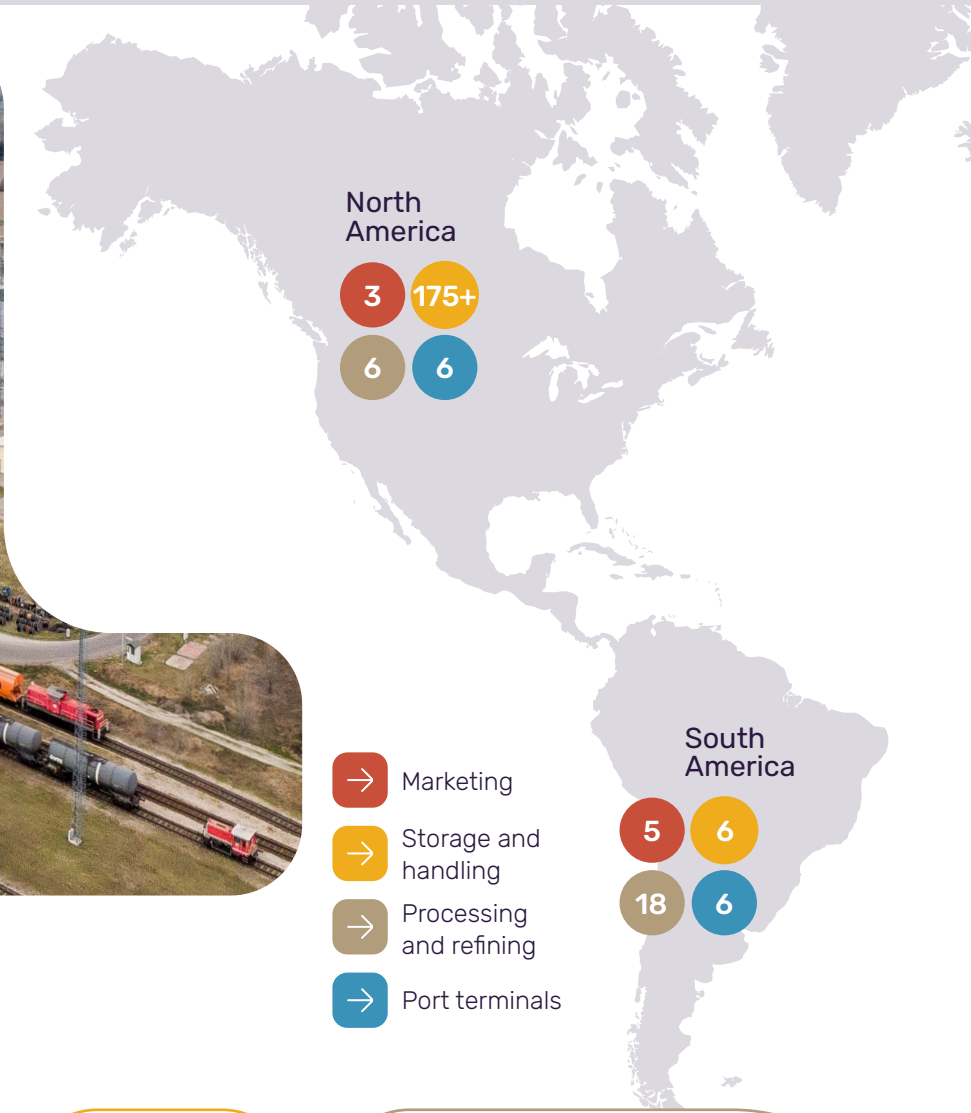 North
America
3 175+
6 6
South
America
5 6
18 6
Marketing
Storage and
handling
Processing
and refining
Port terminals